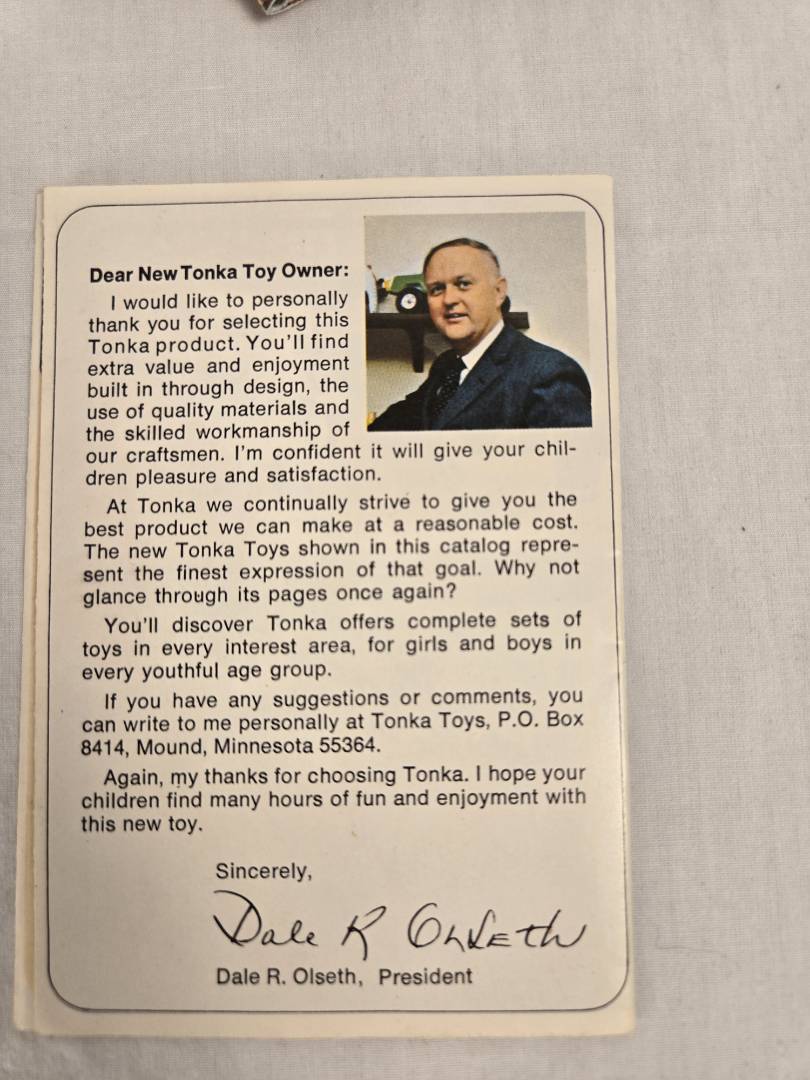 Dear New Tonka Toy Owner:
I would like to personally
thank you for selecting this
Tonka product. You'll find
extra value and enjoyment
built in through design, the
use of quality materials and
the skilled workmanship of
our craftsmen. I'm confident it will give your chil-
dren pleasure and satisfaction.
At Tonka we continually strive to give you the
best product we can make at a reasonable cost.
The new Tonka Toys shown in this catalog repre-
sent the finest expression of that goal. Why not
glance through its pages once again?
You'll discover Tonka offers complete sets of
toys in every interest area, for girls and boys in
every youthful age group.
If you have any suggestions or comments, you
can write to me personally at Tonka Toys, P.O. Box
8414, Mound, Minnesota 55364.
Again, my thanks for choosing Tonka. I hope your
children find many hours of fun and enjoyment with
this new toy.
Sincerely,
Dale R Olseth
Dale R. Olseth, President